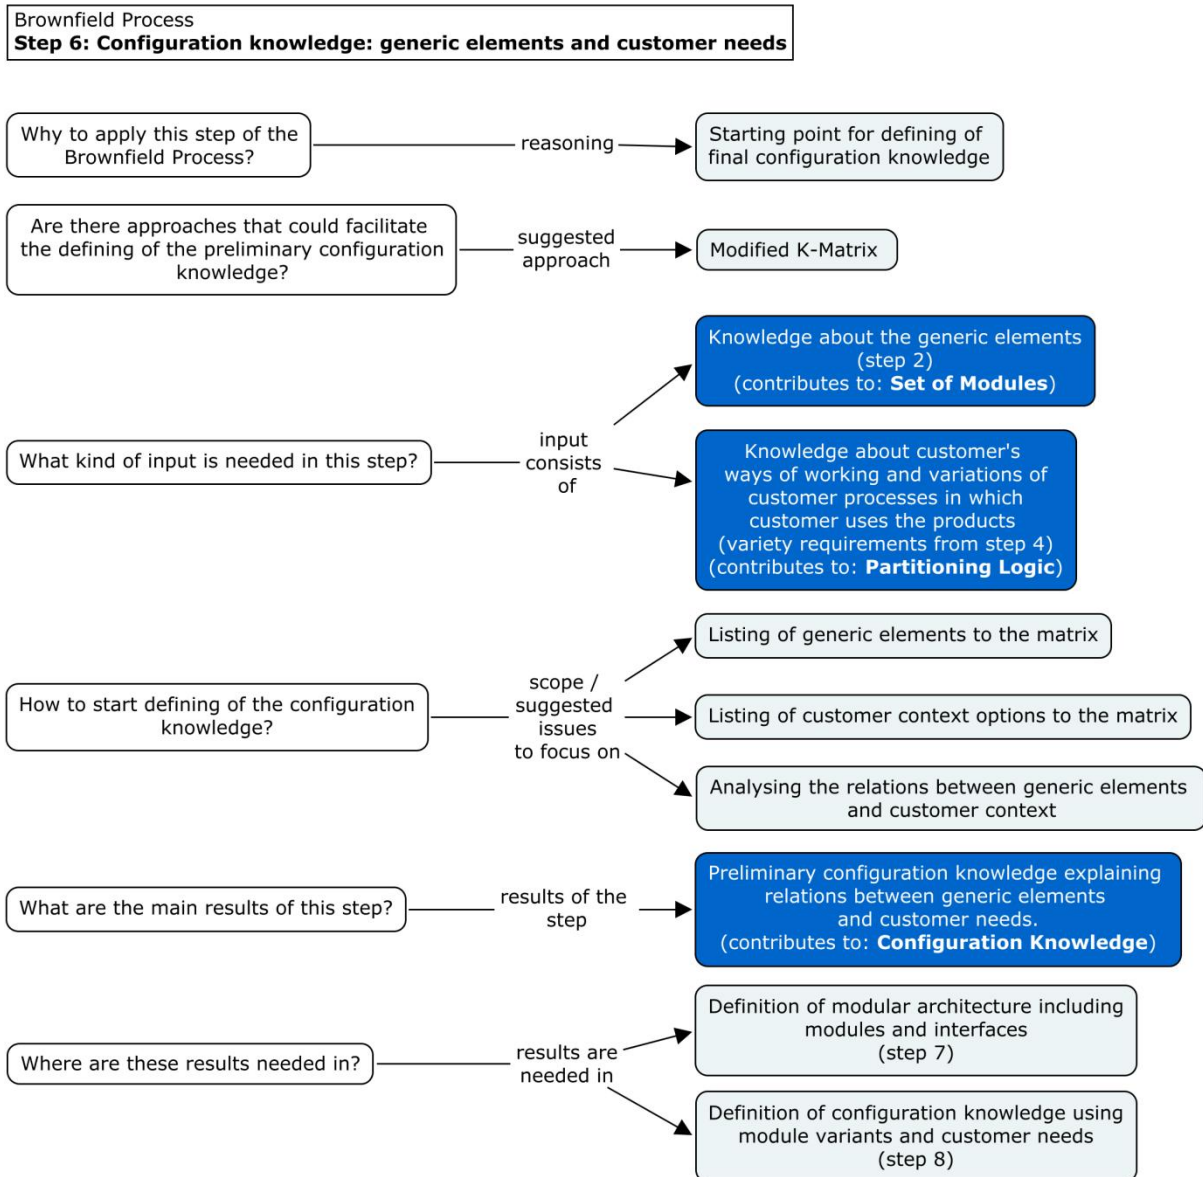 Brownfield Process
Step 6: Configuration knowledge: generic elements and customer needs
Why to apply this step of the
Brownfield Process?
reasoning
Starting point for defining of
final configuration knowledge
Are there approaches that could facilitate
the defining of the preliminary configuration
knowledge?
suggested
approach
Modified K-Matrix
What kind of input is needed in this step?
input
consists
of
Knowledge about the generic elements
(step 2)
(contributes to: Set of Modules)
Knowledge about customer's
ways of working and variations of
customer processes in which
customer uses the products
(variety requirements from step 4)
(contributes to: Partitioning Logic)
How to start defining of the configuration
knowledge?
scope /
suggested
issues
to focus on
Listing of generic elements to the matrix
Listing of customer context options to the matrix
Analysing the relations between generic elements
and customer context
What are the main results of this step?
results of the
step
Preliminary configuration knowledge explaining
relations between generic elements
and customer needs.
(contributes to: Configuration Knowledge)
Where are these results needed in?
results are
needed in
Definition of modular architecture including
modules and interfaces
(step 7)
Definition of configuration knowledge using
module variants and customer needs
(step 8)